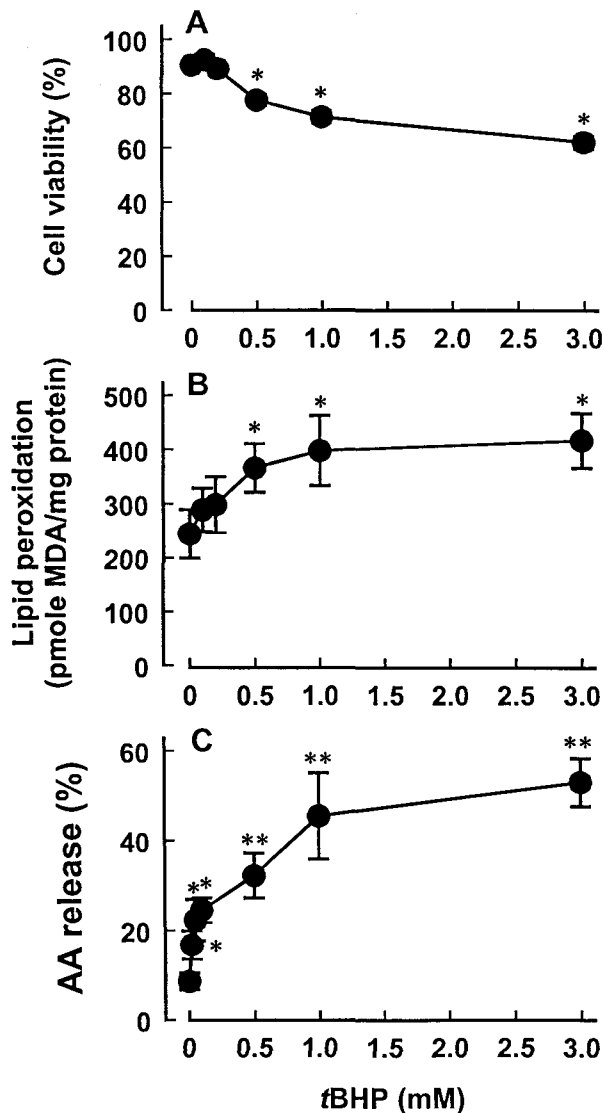 A
100
80
60
40
20
0
Cell viability (%)
*
*
*
0 0.5 1.0 1.5 2.0 2.5 3.0
B
500
400
300
200
100
0
Lipid peroxidation
(pmole MDA/mg protein)
*
*
*
0 0.5 1.0 1.5 2.0 2.5 3.0
C
60
40
20
0
AA release (%)
**
**
**
* *
*
0 0.5 1.0 1.5 2.0 2.5 3.0
tBHP (mM)